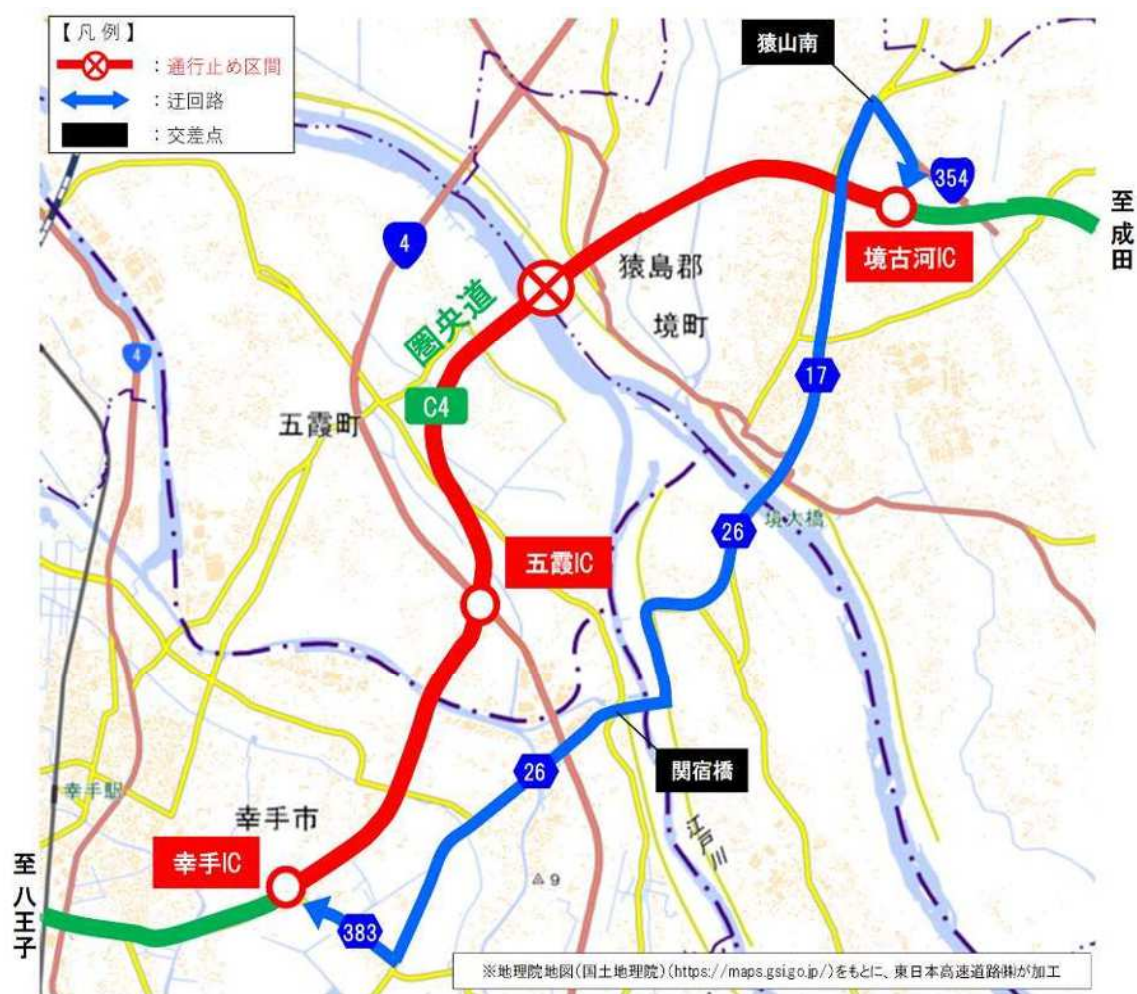 【凡例】
：通行止め区間
：迂回路
：交差点
猿山南
354
至成田
境古河IC
4
猿島郡
境町
圏央道
4
C4
17
五霞町
26
境大橋
五霞IC
関宿橋
26
幸手駅
幸手市
江戸川
幸手IC
9
至八王子
383
※地理院地図(国土地理院)(https://maps.gsi.go.jp/)をもとに、東日本高速道路㈱が加工